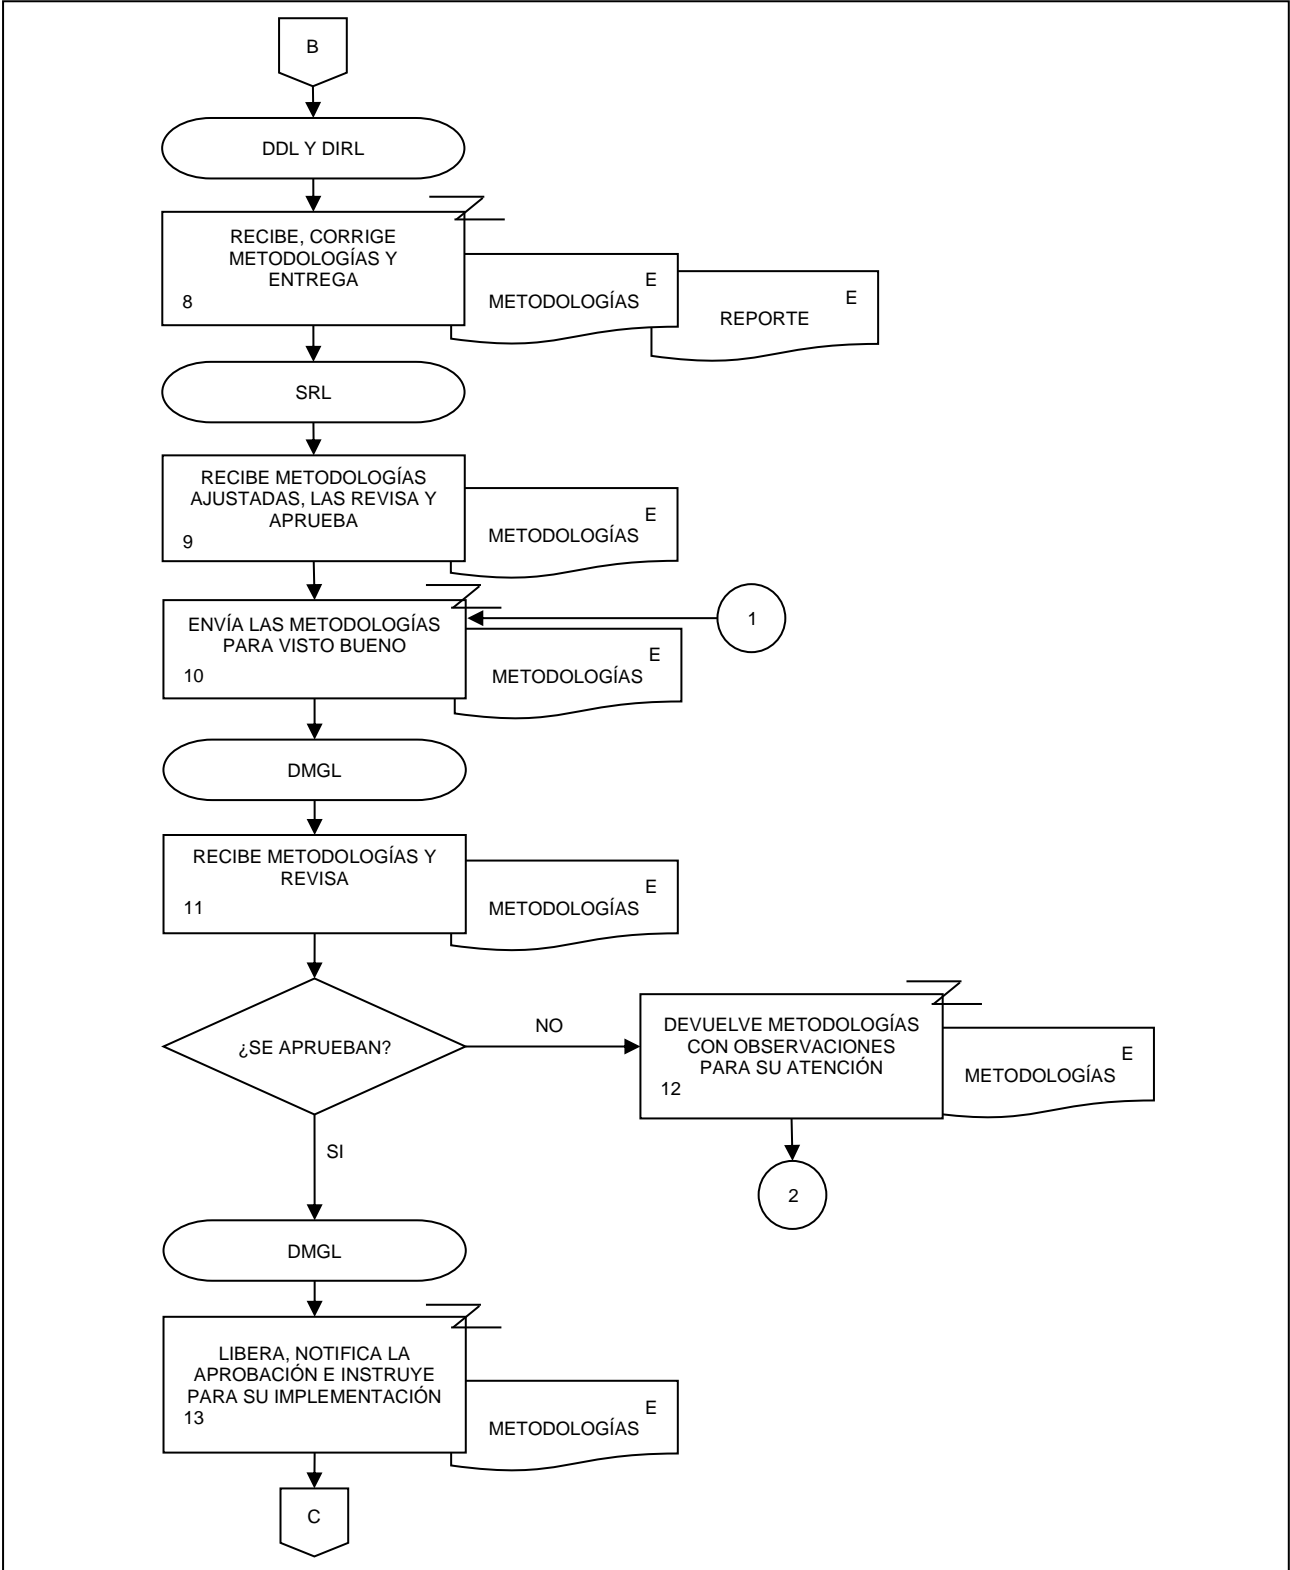 B
DDL Y DIRL
RECIBE, CORRIGE
METODOLOGÍAS Y
ENTREGA
8
E
METODOLOGÍAS
E
REPORTE
SRL
RECIBE METODOLOGÍAS
AJUSTADAS, LAS REVISA Y
APRUEBA
9
E
METODOLOGÍAS
ENVÍA LAS METODOLOGÍAS
PARA VISTO BUENO
10
E
METODOLOGÍAS
1
DMGL
RECIBE METODOLOGÍAS Y
REVISA
11
E
METODOLOGÍAS
¿SE APRUEBAN?
NO
DEVUELVE METODOLOGÍAS
CON OBSERVACIONES
PARA SU ATENCIÓN
12
E
METODOLOGÍAS
SI
2
DMGL
LIBERA, NOTIFICA LA
APROBACIÓN E INSTRUYE
PARA SU IMPLEMENTACIÓN
13
E
METODOLOGÍAS
C